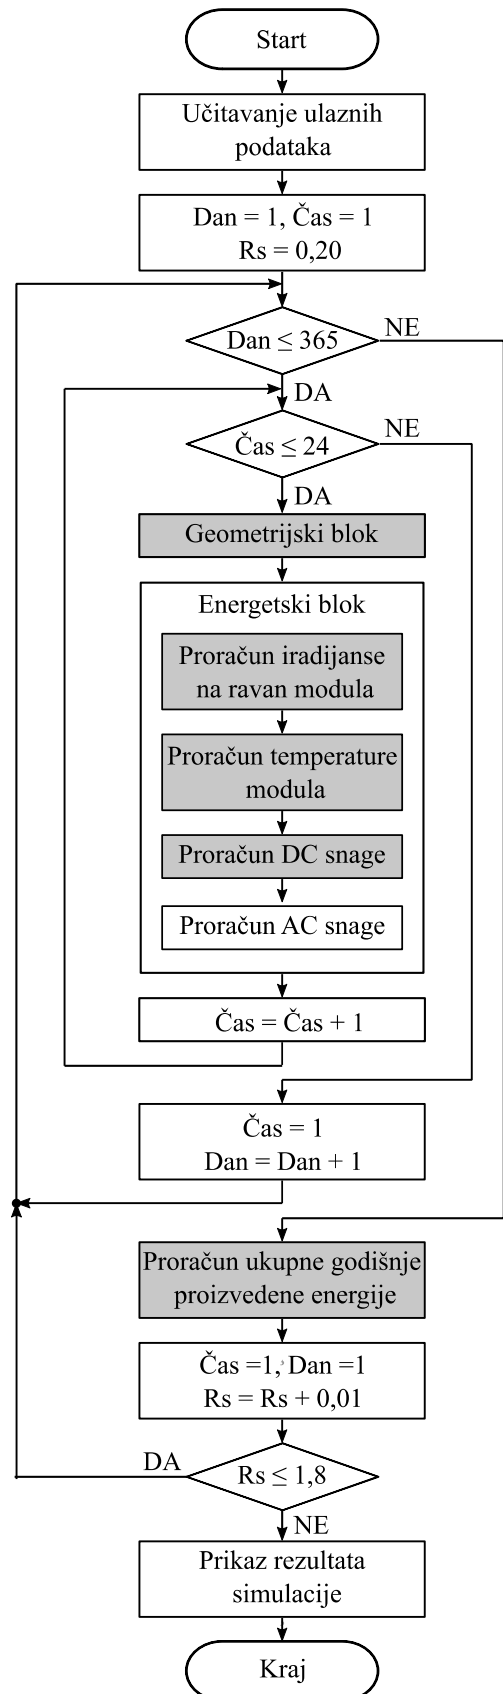 Start
Učitavanje ulaznih
podataka
Dan = 1, Čas = 1
Rs = 0,20
Dan ≤ 365
NE
DA
Čas ≤ 24
NE
DA
Geometrijski blok
Energetski blok
Proračun iradijanse
na ravan modula
Proračun temperature
modula
Proračun DC snage
Proračun AC snage
Čas = Čas + 1
Čas = 1
Dan = Dan + 1
Proračun ukupne godišnje
proizvedene energije
Čas =1, Dan =1
Rs = Rs + 0,01
DA
Rs ≤ 1,8
NE
Prikaz rezultata
simulacije
Kraj